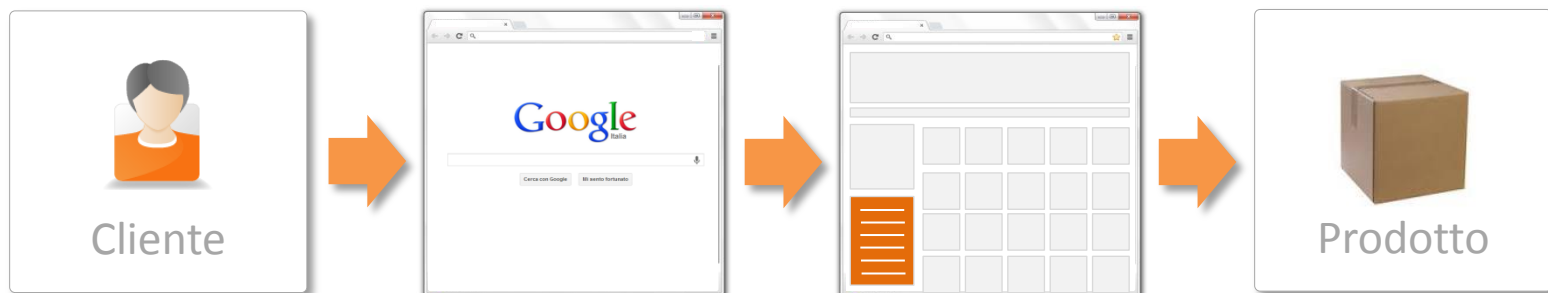 Cliente
Google
Italia
Cerca con Google
Mi sento fortunato
Prodotto